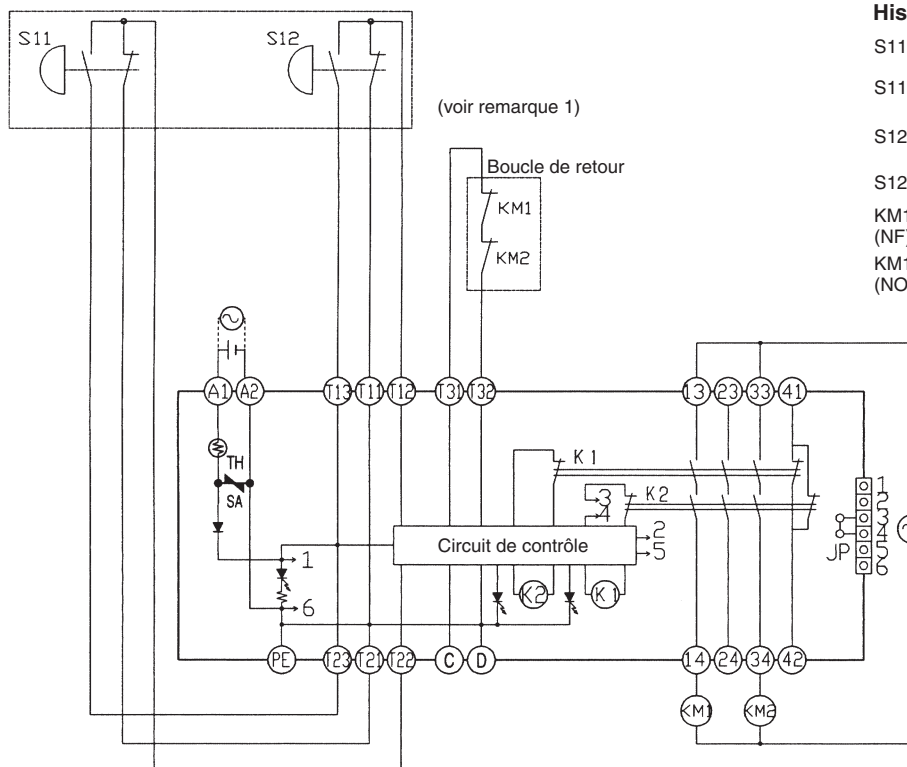 His
S11
S12
S11
S11
(voir remarque 1)
S12
Boucle de retour
S12
KM1
KM1
(NF)
KM2
KM1
(NO
A1 A2 T13 T11 T12 T31 T32 13 23 33 41
TH
SA
K1
3
4
K2
1
2
3
4
5
6
JP
Circuit de contrôle
2
5
1
6
K2
K1
PE T23 T21 T22 C D 14 24 34 42
KM1
KM2